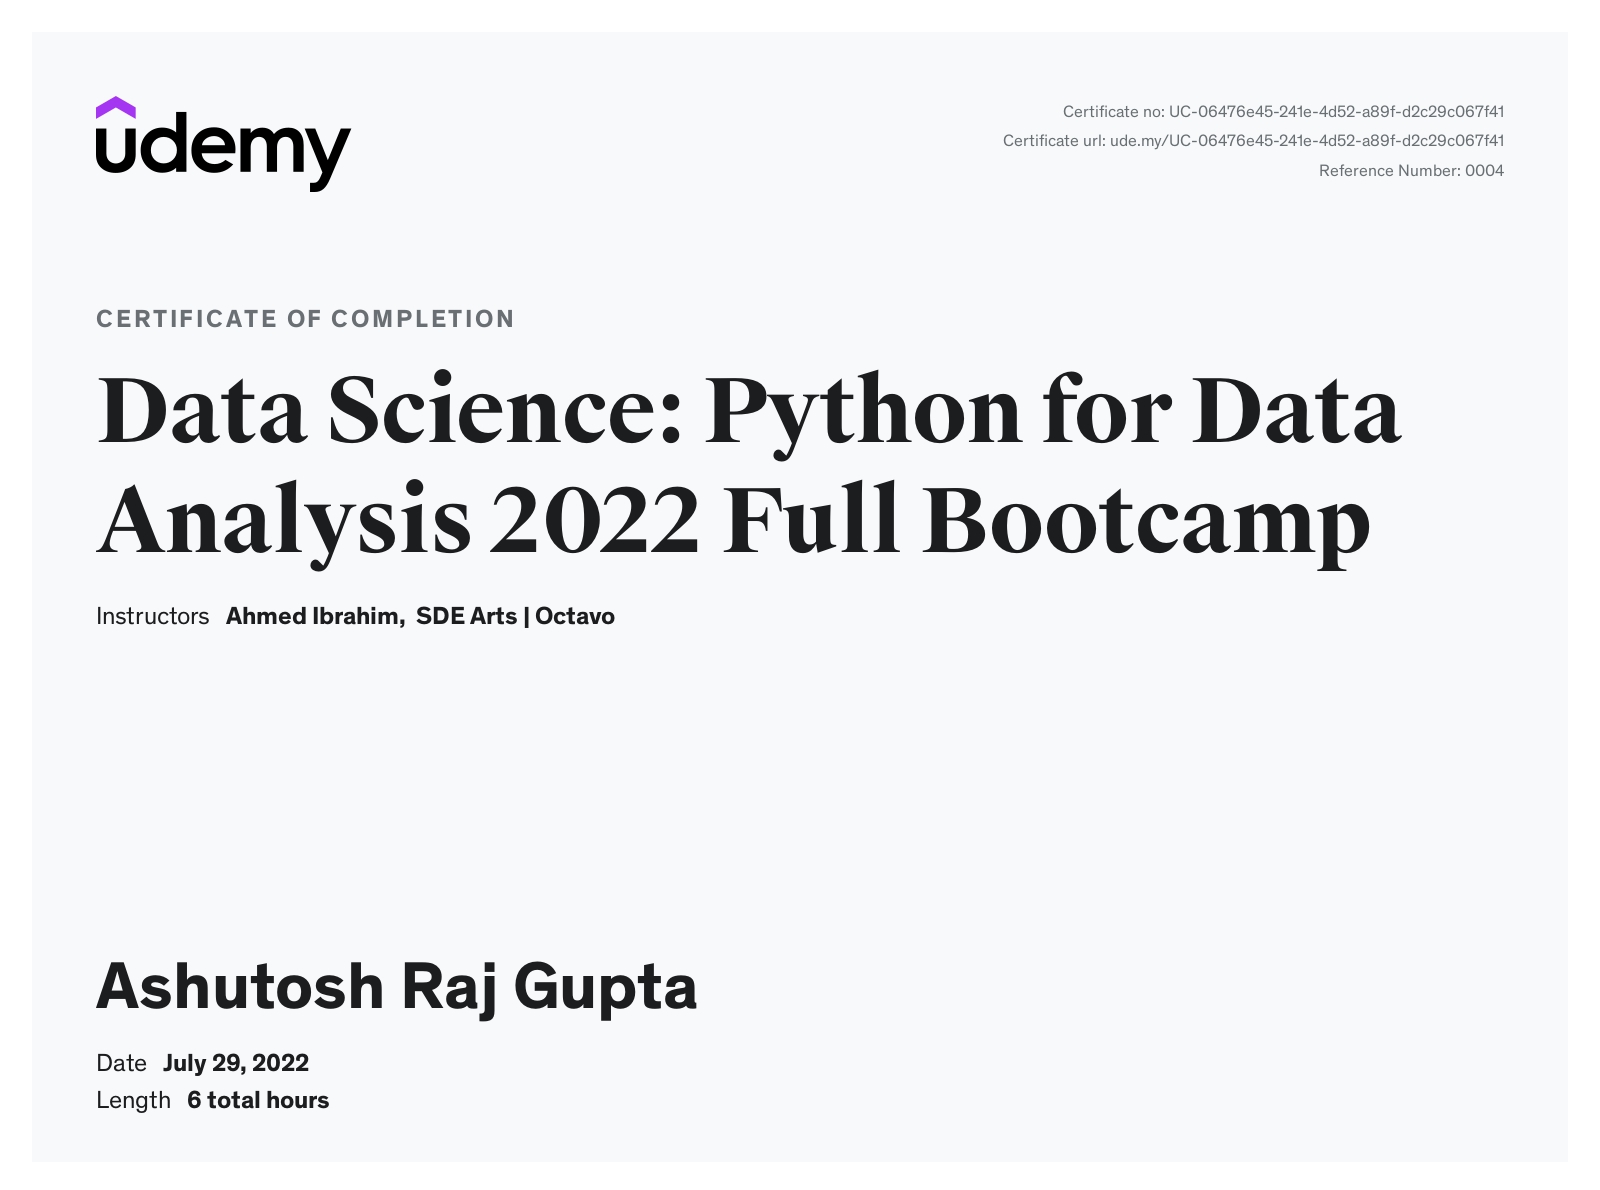 udemy
Certificate no: UC-06476e45-241e-4d52-a89f-d2c29c067f41
Certificate url: ude.my/UC-06476e45-241e-4d52-a89f-d2c29c067f41
Reference Number: 0004
CERTIFICATE OF COMPLETION
Data Science: Python for Data
Analysis 2022 Full Bootcamp
Instructors Ahmed Ibrahim, SDE Arts | Octavo
Ashutosh Raj Gupta
Date July 29, 2022
Length 6 total hours